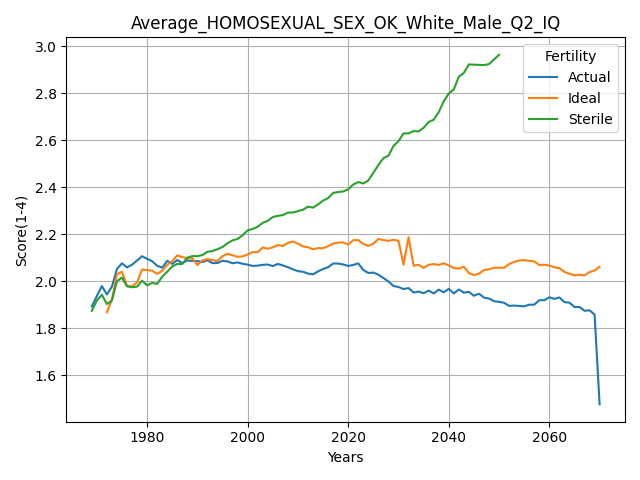 Average_HOMOSEXUAL_SEX_OK_White_Male_Q2_IQ
3.0
2.8
2.6
2.4
2.2
2.0
1.8
1.6
Score(1-4)
Fertility
Actual
Ideal
Sterile
1980
2000
2020
2040
2060
Years